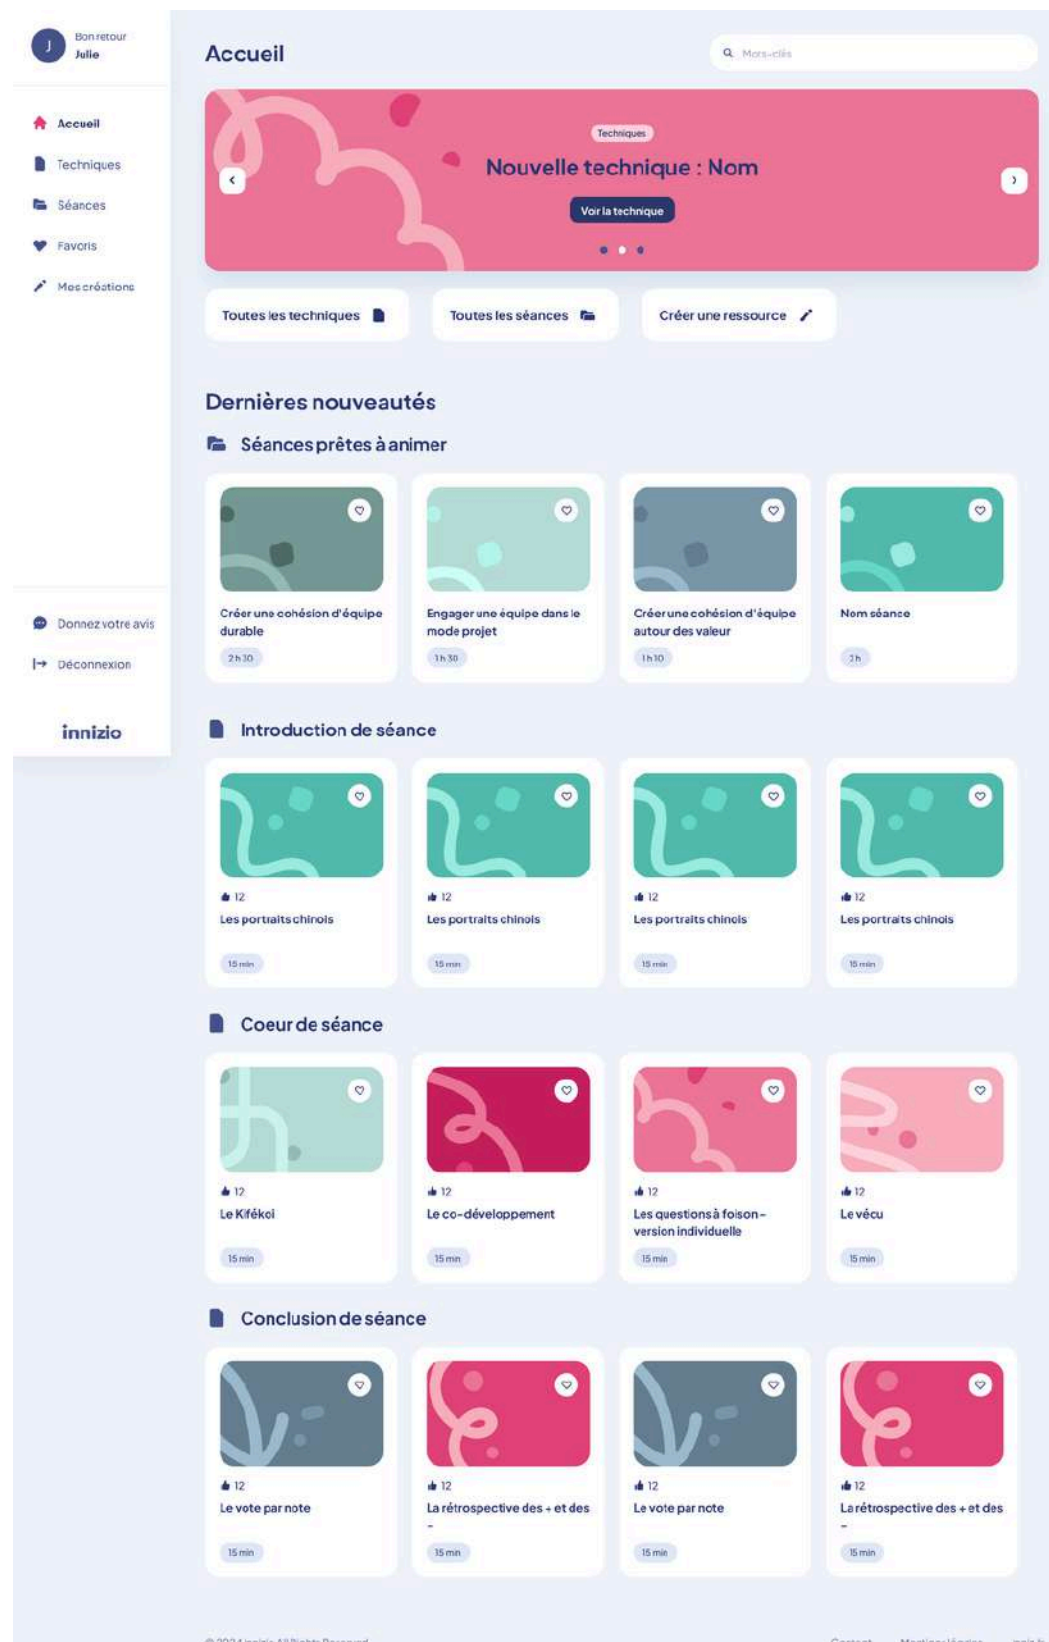 J
Bon retour
Julie
Accueil
Techniques
Séances
Favoris
Mes créations
Donnez votre avis
Déconnexion
innizio
Accueil
Mots-clés
Techniques
Nouvelle technique : Nom
Voir la technique
Toutes les techniques
Toutes les séances
Créer une ressource
Dernières nouveautés
Séances prêtes à animer
Créer une cohésion d'équipe
durable
2 h 30
Engager une équipe dans le
mode projet
1 h 30
Créer une cohésion d'équipe
autour des valeur
1 h 10
Nom séance
Introduction de séance
12
Les portraits chinois
15 min
12
Les portraits chinois
15 min
12
Les portraits chinois
15 min
12
Les portraits chinois
15 min
Coeur de séance
12
Le Kifékoi
15 min
12
Le co-développement
15 min
12
Les questions à foison –
version individuelle
15 min
12
Le vécu
15 min
Conclusion de séance
12
Le vote par note
15 min
12
La rétrospective des + et des
-
15 min
12
Le vote par note
15 min
12
La rétrospective des + et des
-
15 min
© 2024 innizio All Rights Reserved
Contact
Mentions légales